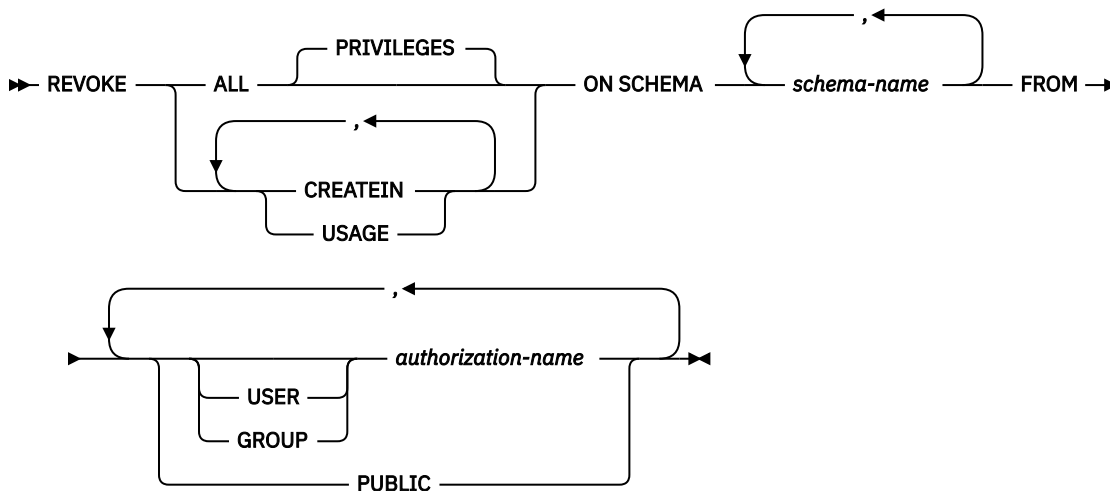 ,
PRIVILEGES
REVOKE ALL ON SCHEMA schema-name FROM
,
CREATEIN
USAGE
,
authorization-name
USER
GROUP
PUBLIC